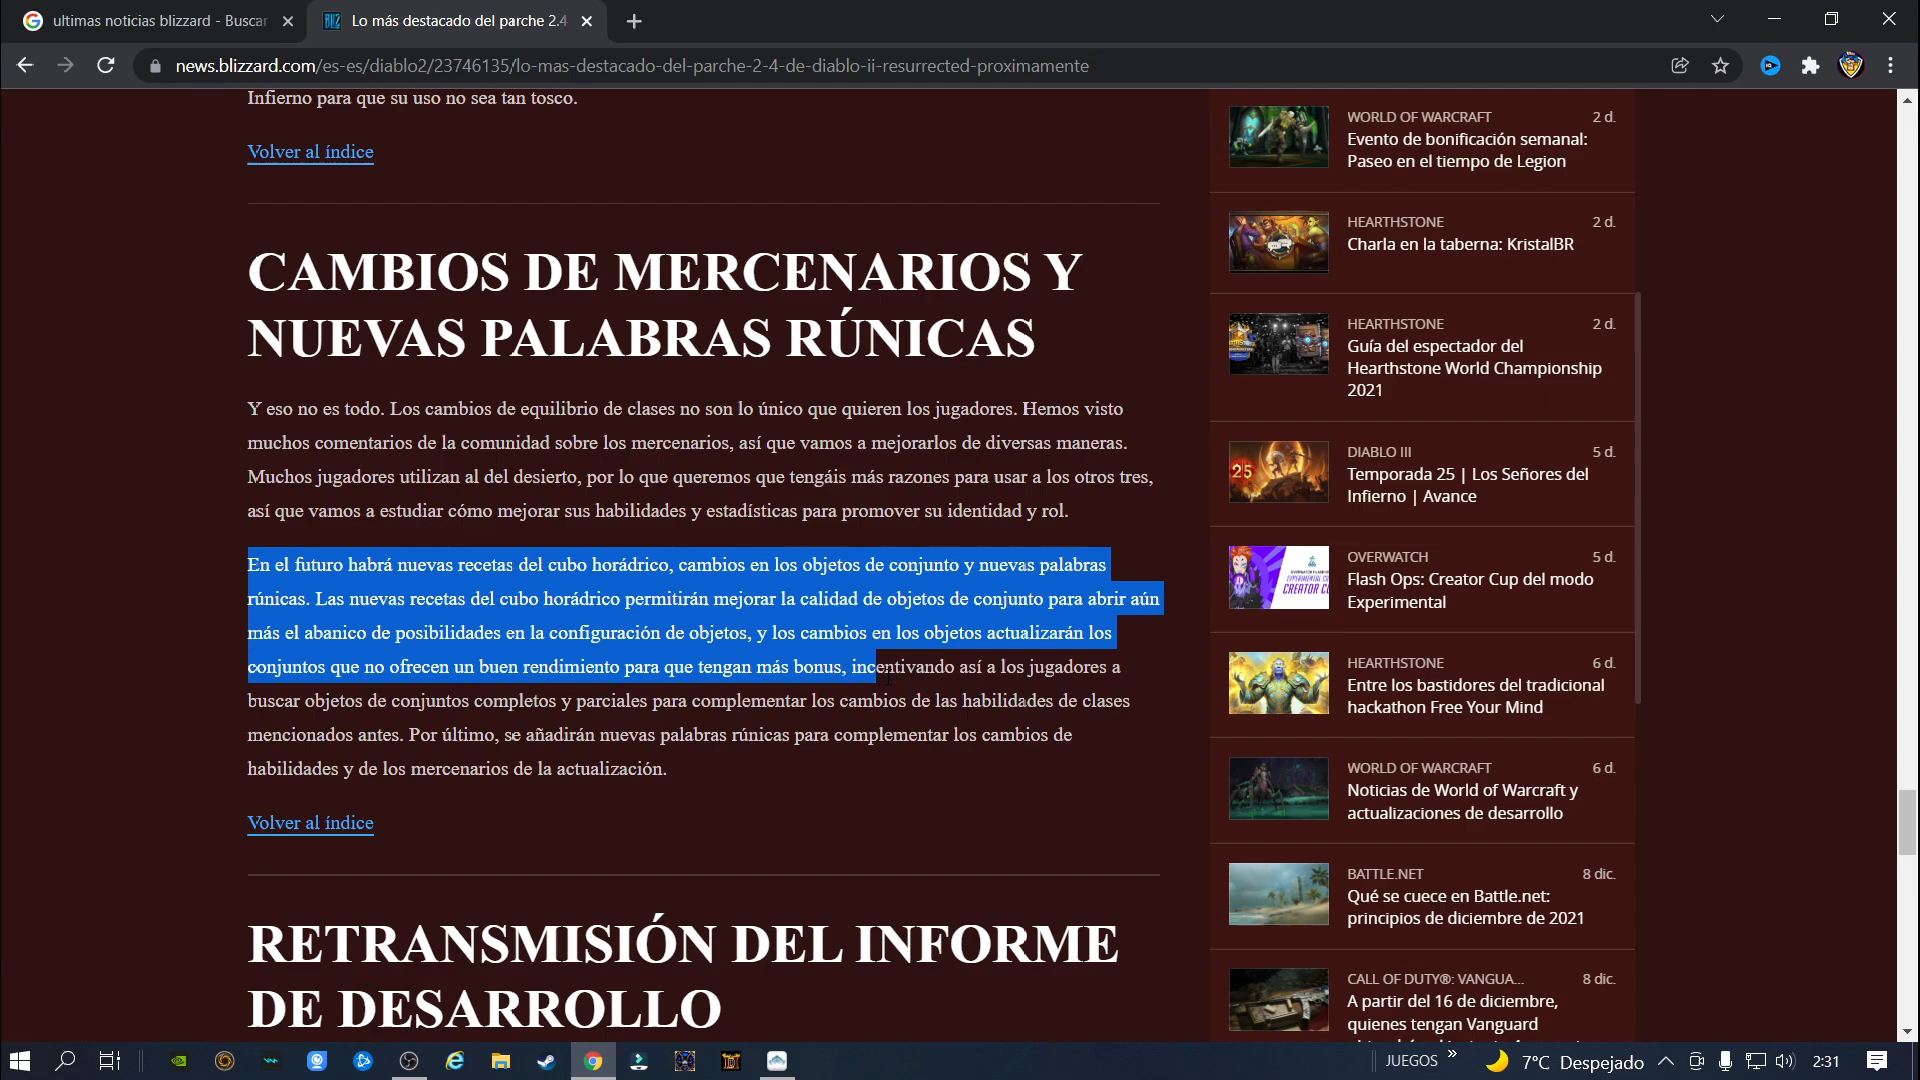 ultimas noticias blizzard - Buscar
Lo más destacado del parche 2.4
news.blizzard.com/es-es/diablo2/23746135/lo-mas-destacado-del-parche-2-4-de-diablo-ii-resurrected-proximamente
Infierno para que su uso no sea tan tosco.
Volver al índice
CAMBIOS DE MERCENARIOS Y
NUEVAS PALABRAS RÚNICAS
Y eso no es todo. Los cambios de equilibrio de clases no son lo único que quieren los jugadores. Hemos visto
muchos comentarios de la comunidad sobre los mercenarios, así que vamos a mejorarlos de diversas maneras.
Muchos jugadores utilizan al del desierto, por lo que queremos que tengáis más razones para usar a los otros tres,
así que vamos a estudiar cómo mejorar sus habilidades y estadísticas para promover su identidad y rol.
En el futuro habrá nuevas recetas del cubo horádrico, cambios en los objetos de conjunto y nuevas palabras
rúnicas. Las nuevas recetas del cubo horádrico permitirán mejorar la calidad de objetos de conjunto para abrir aún
más el abanico de posibilidades en la configuración de objetos, y los cambios en los objetos actualizarán los
conjuntos que no ofrecen un buen rendimiento para que tengan más bonus, incentivando así a los jugadores a
buscar objetos de conjuntos completos y parciales para complementar los cambios de las habilidades de clases
mencionados antes. Por último, se añadirán nuevas palabras rúnicas para complementar los cambios de
habilidades y de los mercenarios de la actualización.
Volver al índice
RETRANSMISIÓN DEL INFORME
DE DESARROLLO
WORLD OF WARCRAFT 2 d.
Evento de bonificación semanal:
Paseo en el tiempo de Legion
HEARTHSTONE 2 d.
Charla en la taberna: KristalBR
HEARTHSTONE 2 d.
Guía del espectador del
Hearthstone World Championship
2021
25
DIABLO III 5 d.
Temporada 25 | Los Señores del
Infierno | Avance
OVERWATCH 5 d.
Flash Ops: Creator Cup del modo
Experimental
HEARTHSTONE 6 d.
Entre los bastidores del tradicional
hackathon Free Your Mind
WORLD OF WARCRAFT 6 d.
Noticias de World of Warcraft y
actualizaciones de desarrollo
BATTLE.NET 8 dic.
Qué se cuece en Battle.net:
principios de diciembre de 2021
CALL OF DUTY®: VANGUA... 8 dic.
A partir del 16 de diciembre,
quienes tengan Vanguard
JUEGOS
7°C Despejado
2:31